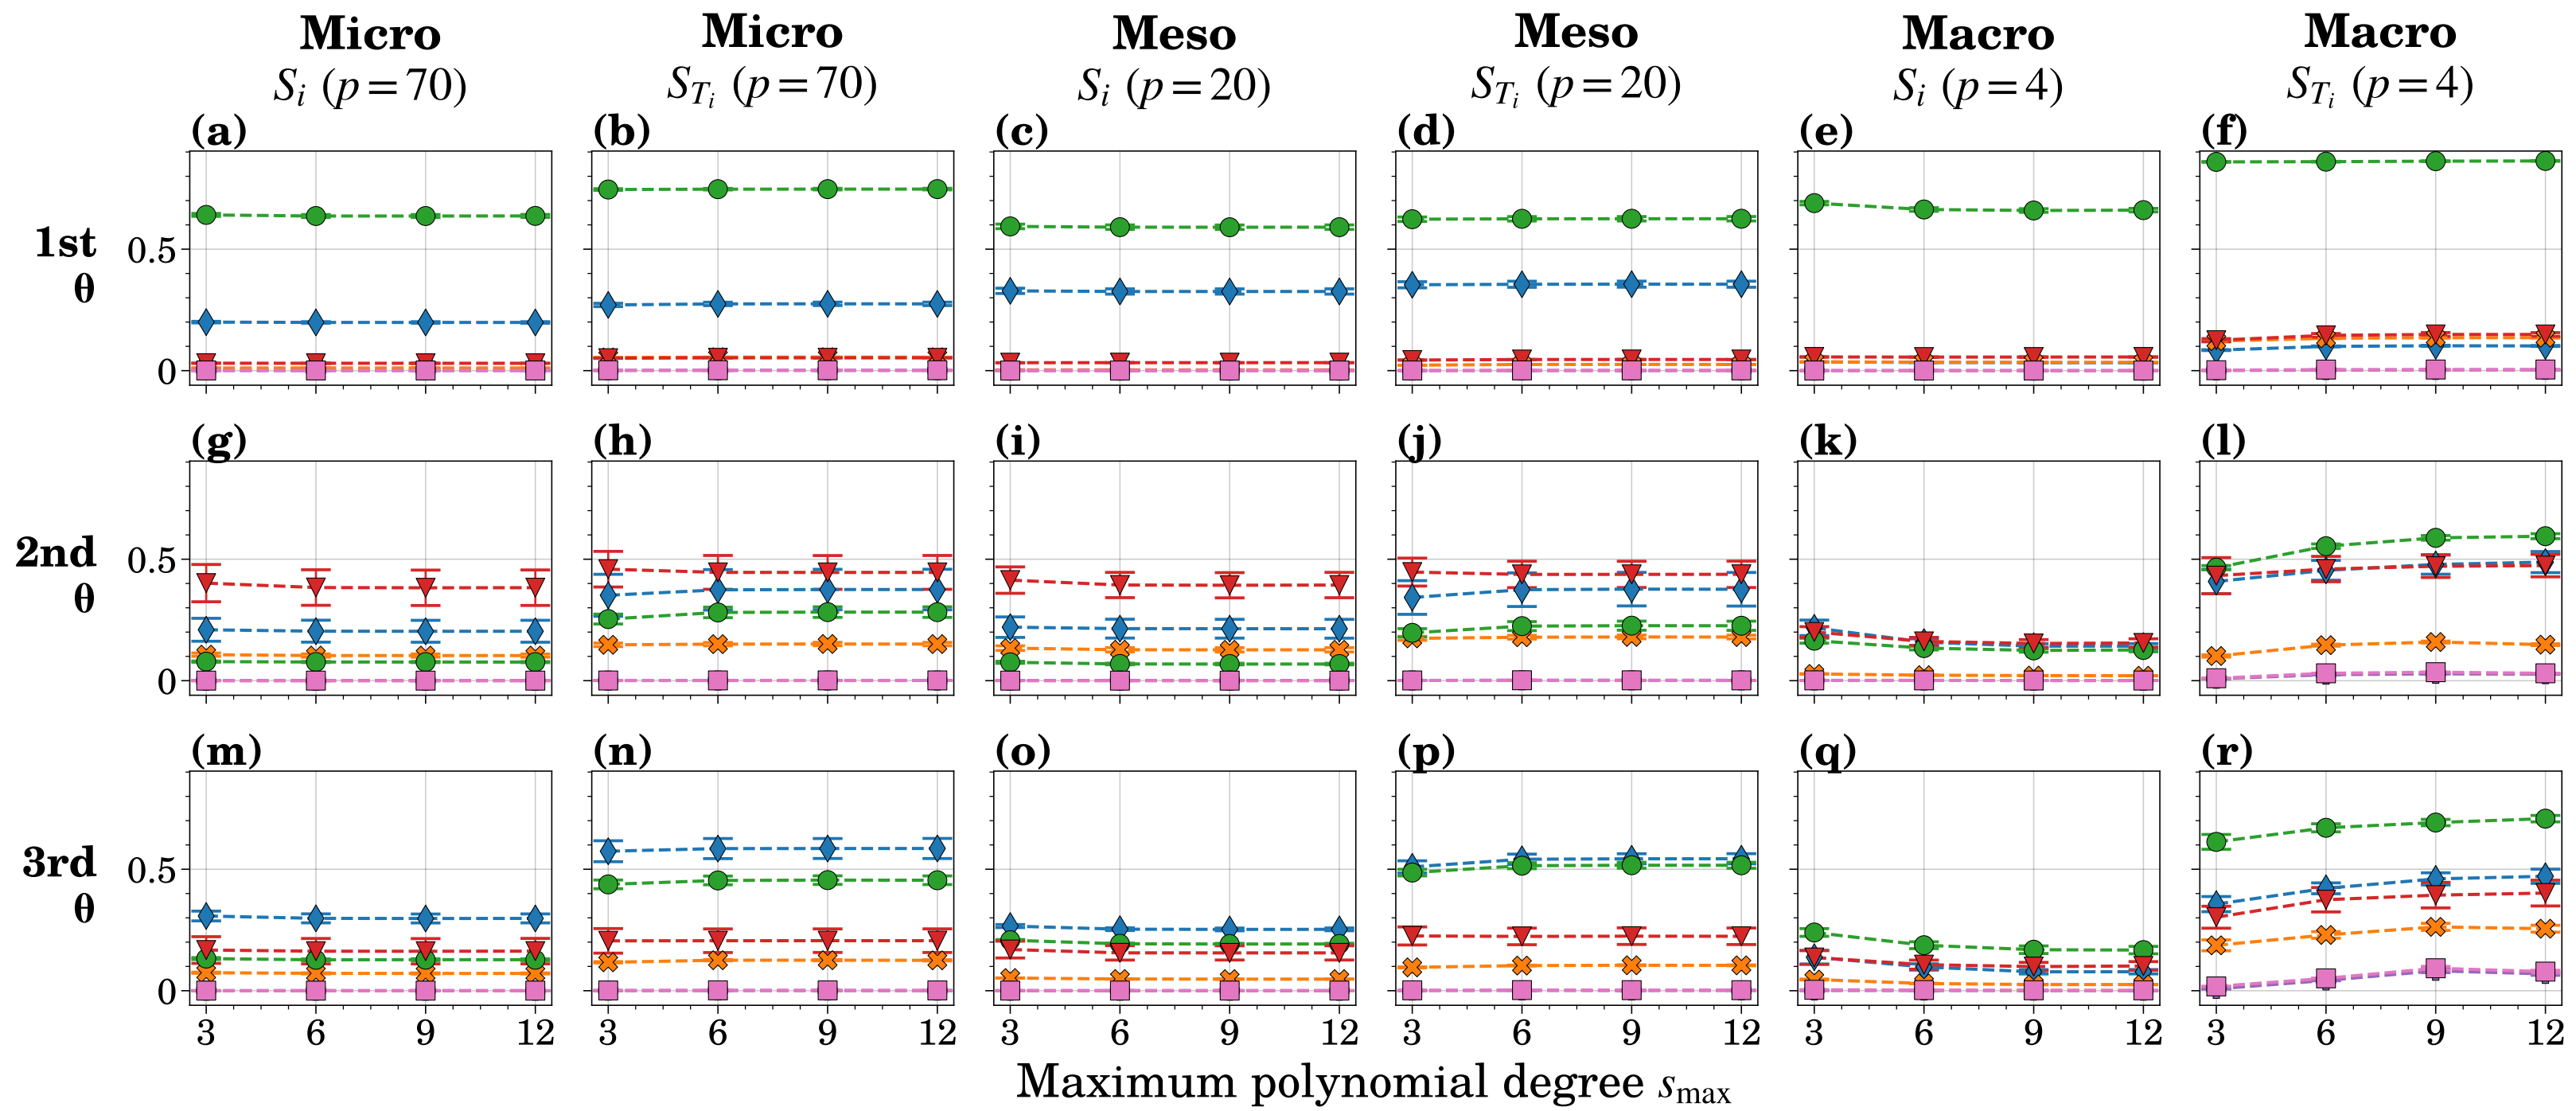 Micro Micro Meso Meso Macro Macro
S_i (p = 70) S_{T_i} (p = 70) S_i (p = 20) S_{T_i} (p = 20) S_i (p = 4) S_{T_i} (p = 4)
(a) (b) (c) (d) (e) (f)
1st
θ
0.5
0
(g) (h) (i) (j) (k) (l)
2nd
θ
0.5
0
(m) (n) (o) (p) (q) (r)
3rd
θ
0.5
0
3 6 9 12 3 6 9 12 3 6 9 12 3 6 9 12 3 6 9 12 3 6 9 12
Maximum polynomial degree s_max